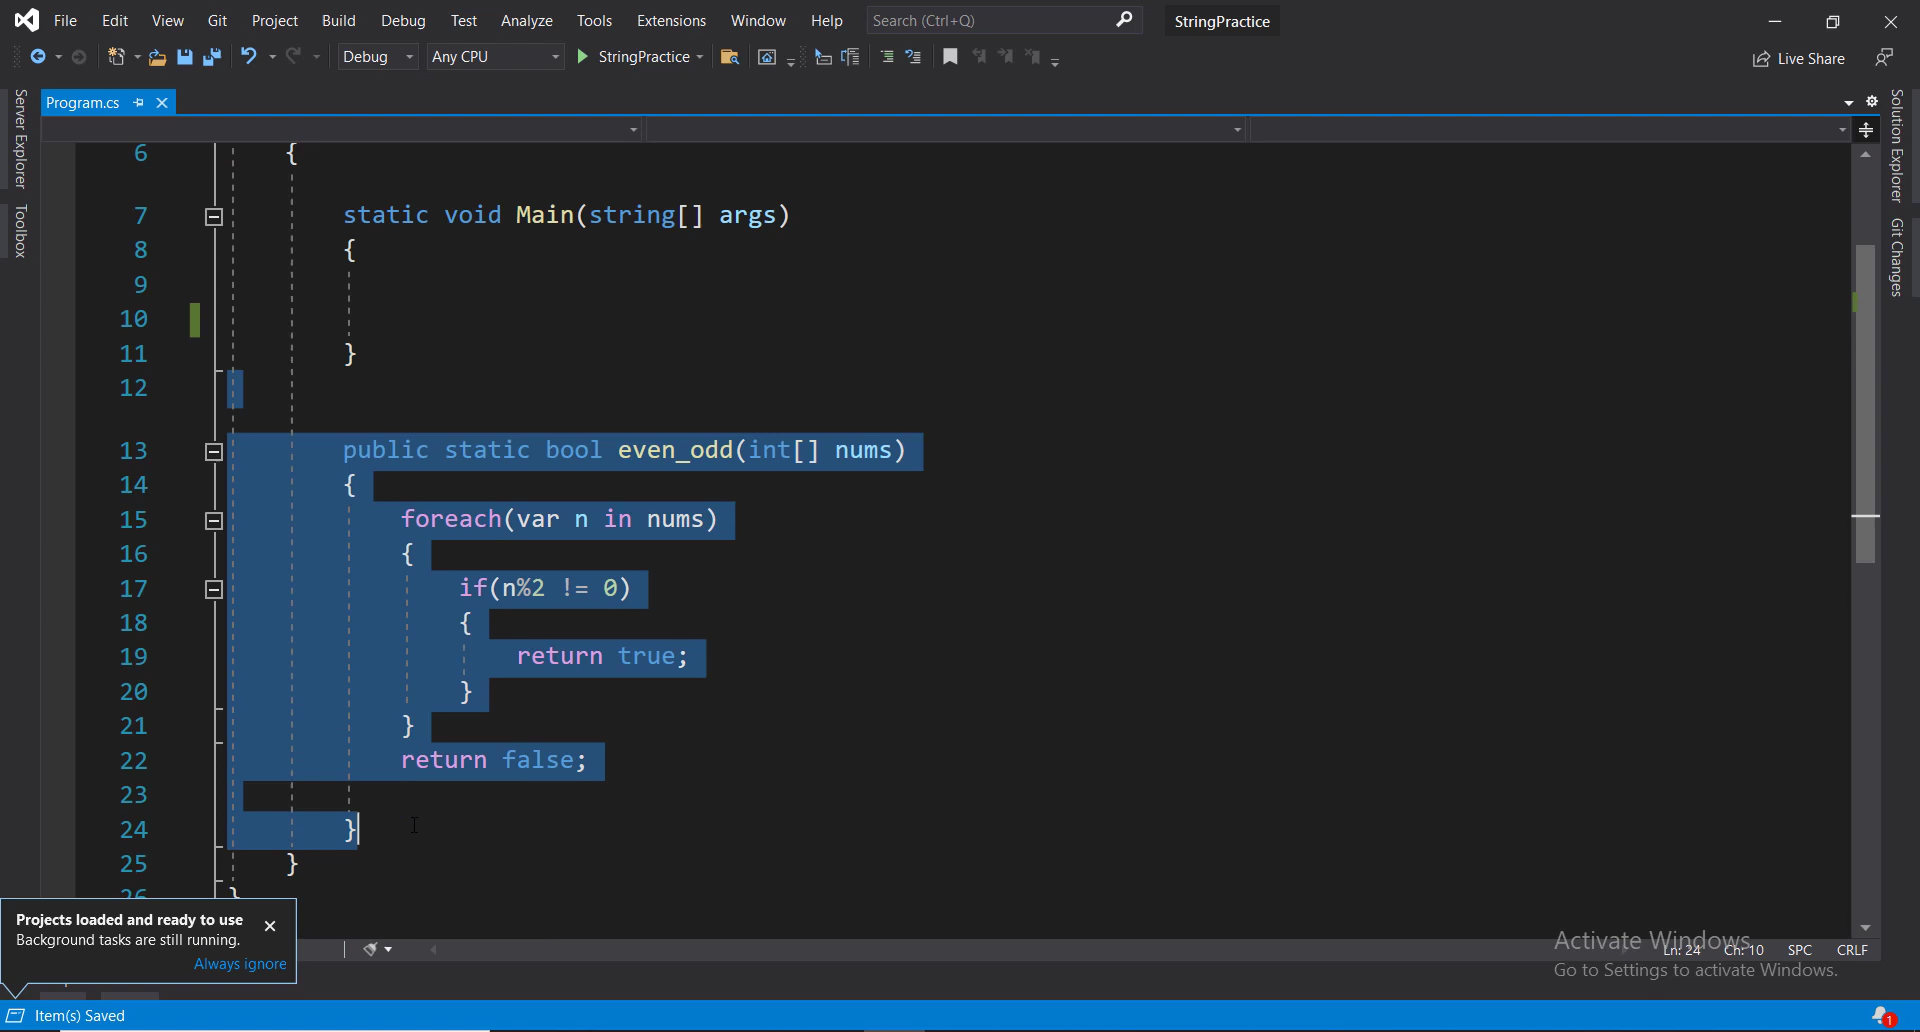 File Edit View Git Project Build Debug Test Analyze Tools Extensions Window Help Search (Ctrl+Q) StringPractice
Debug Any CPU StringPractice Live Share
Server Explorer
Toolbox
Program.cs
Solution Explorer
Git Changes
6 {
7 static void Main(string[] args)
8 {
9
10
11 }
12
13 public static bool even_odd(int[] nums)
14 {
15 foreach(var n in nums)
16 {
17 if(n%2 != 0)
18 {
19 return true;
20 }
21 }
22 return false;
23
24 }
25 }
26 }
Projects loaded and ready to use
Background tasks are still running.
Always ignore
Activate Windows
Go to Settings to activate Windows.
Ln: 24 Ch: 10 SPC CRLF
Item(s) Saved
1